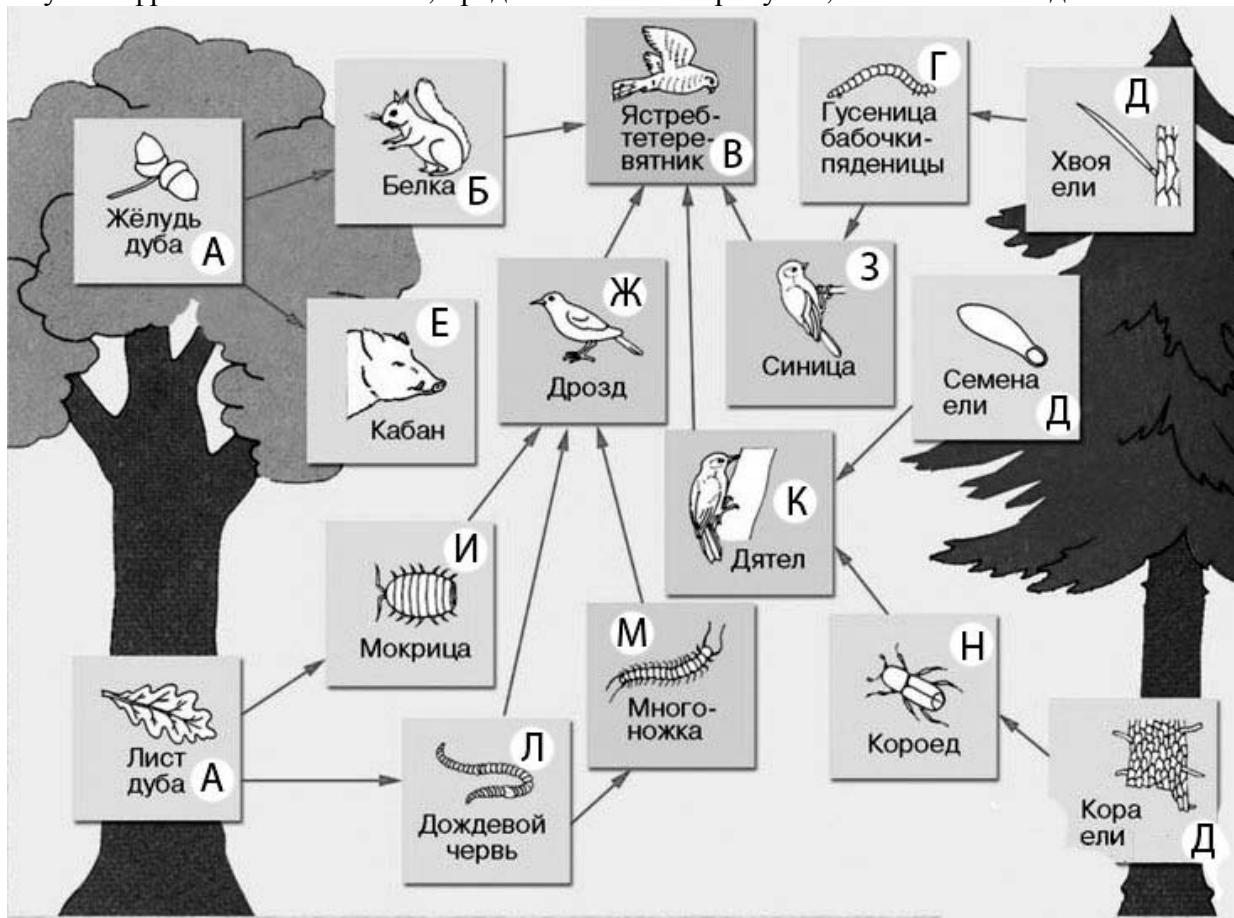 Жёлудь
дуба
А
Белка
Б
Ястреб-
тетере-
вятник
В
Гусеница
бабочки-
пяденицы
Г
Хвоя
ели
Д
Кабан
Е
Дрозд
Ж
Синица
З
Семена
ели
Д
Мокрица
И
Дятел
К
Лист
дуба
А
Дождевой
червь
Л
Много-
ножка
М
Короед
Н
Кора
ели
Д